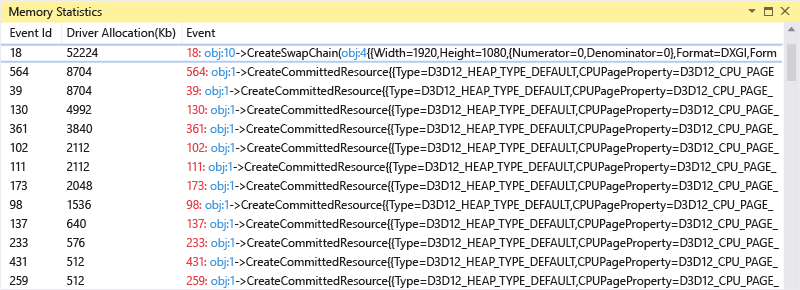 Memory Statistics
Event Id Driver Allocation(Kb) Event
18 52224 18: obj:10->CreateSwapChain(obj:4{{Width=1920,Height=1080,{Numerator=0,Denominator=0},Format=DXGI,Form
564 8704 564: obj:1->CreateCommittedResource{{Type=D3D12_HEAP_TYPE_DEFAULT,CPUPageProperty=D3D12_CPU_PAGE
39 8704 39: obj:1->CreateCommittedResource{{Type=D3D12_HEAP_TYPE_DEFAULT,CPUPageProperty=D3D12_CPU_PAGE_
130 4992 130: obj:1->CreateCommittedResource{{Type=D3D12_HEAP_TYPE_DEFAULT,CPUPageProperty=D3D12_CPU_PAGE_
361 3840 361: obj:1->CreateCommittedResource{{Type=D3D12_HEAP_TYPE_DEFAULT,CPUPageProperty=D3D12_CPU_PAGE_
102 2112 102: obj:1->CreateCommittedResource{{Type=D3D12_HEAP_TYPE_DEFAULT,CPUPageProperty=D3D12_CPU_PAGE_
111 2112 111: obj:1->CreateCommittedResource{{Type=D3D12_HEAP_TYPE_DEFAULT,CPUPageProperty=D3D12_CPU_PAGE_
173 2048 173: obj:1->CreateCommittedResource{{Type=D3D12_HEAP_TYPE_DEFAULT,CPUPageProperty=D3D12_CPU_PAGE_
98 1536 98: obj:1->CreateCommittedResource{{Type=D3D12_HEAP_TYPE_DEFAULT,CPUPageProperty=D3D12_CPU_PAGE_
137 640 137: obj:1->CreateCommittedResource{{Type=D3D12_HEAP_TYPE_DEFAULT,CPUPageProperty=D3D12_CPU_PAGE_
233 576 233: obj:1->CreateCommittedResource{{Type=D3D12_HEAP_TYPE_DEFAULT,CPUPageProperty=D3D12_CPU_PAGE_
431 512 431: obj:1->CreateCommittedResource{{Type=D3D12_HEAP_TYPE_DEFAULT,CPUPageProperty=D3D12_CPU_PAGE_
259 512 259: obj:1->CreateCommittedResource{{Type=D3D12_HEAP_TYPE_DEFAULT,CPUPageProperty=D3D12_CPU_PAGE_